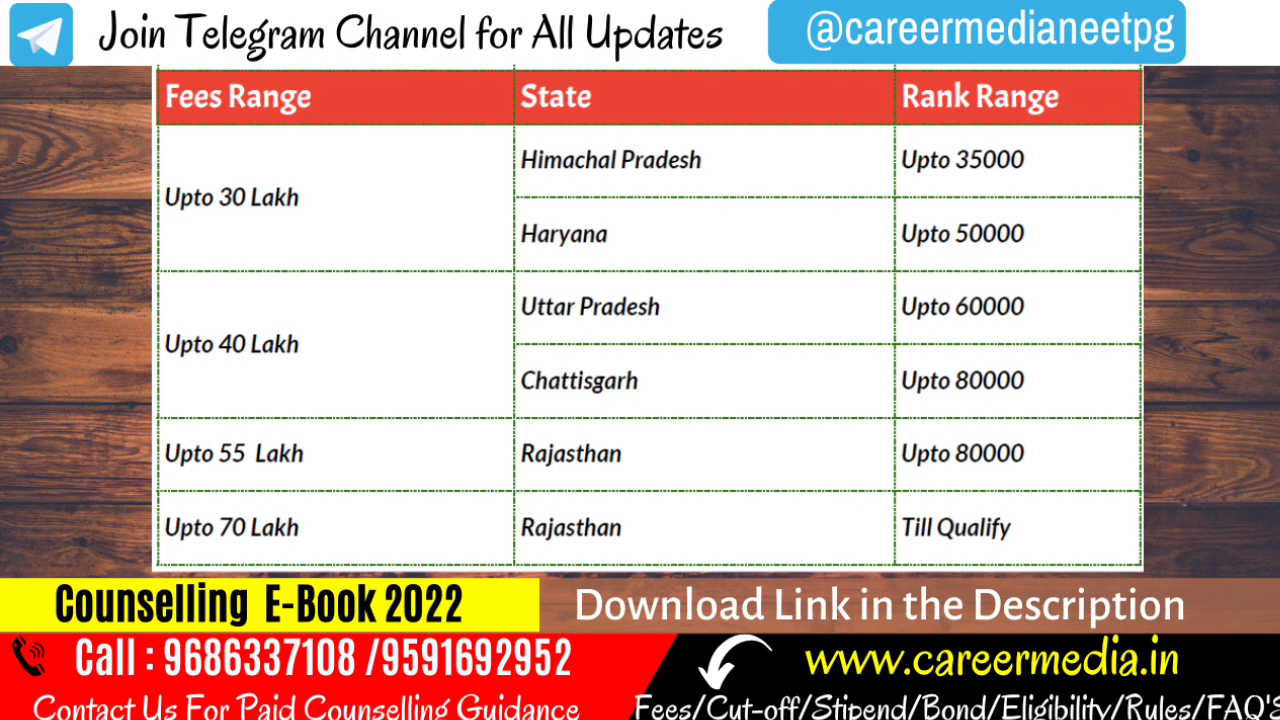 Join Telegram Channel for All Updates
@careermedianeetpg
Fees Range State Rank Range
Upto 30 Lakh
Himachal Pradesh Upto 35000
Haryana Upto 50000
Upto 40 Lakh
Uttar Pradesh Upto 60000
Chattisgarh Upto 80000
Upto 55 Lakh Rajasthan Upto 80000
Upto 70 Lakh Rajasthan Till Qualify
Counselling E-Book 2022
Download Link in the Description
Call : 9686337108 /9591692952
www.careermedia.in
Contact Us For Paid Counselling Guidance
Fees/Cut-off/Stipend/Bond/Eligibility/Rules/FAQ's